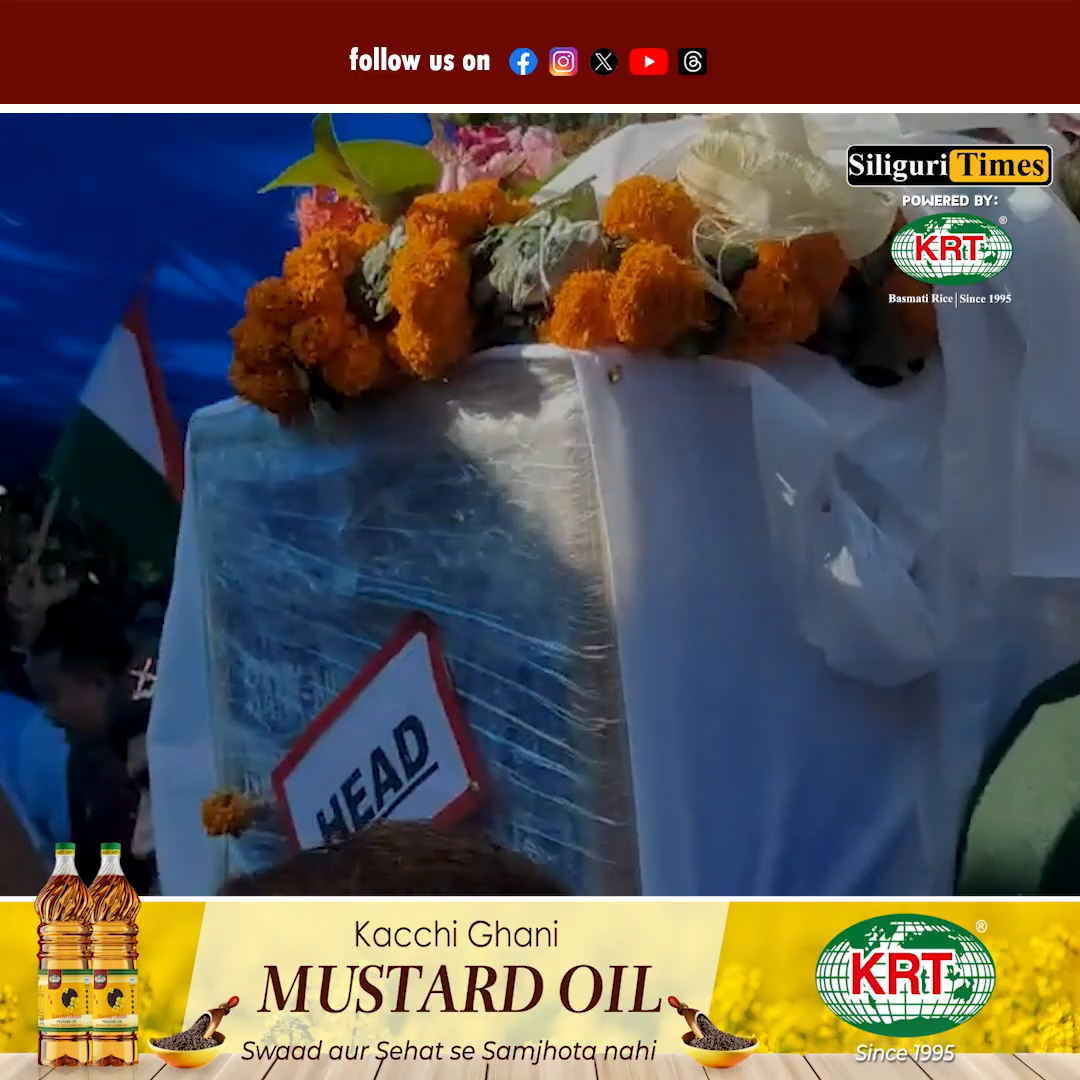 follow us on
Siliguri Times
POWERED BY:
KRT®
Basmati Rice | Since 1995
HEAD
Kacchi Ghani
MUSTARD OIL
Swaad aur Sehat se Samjhota nahi
KRT®
Since 1995